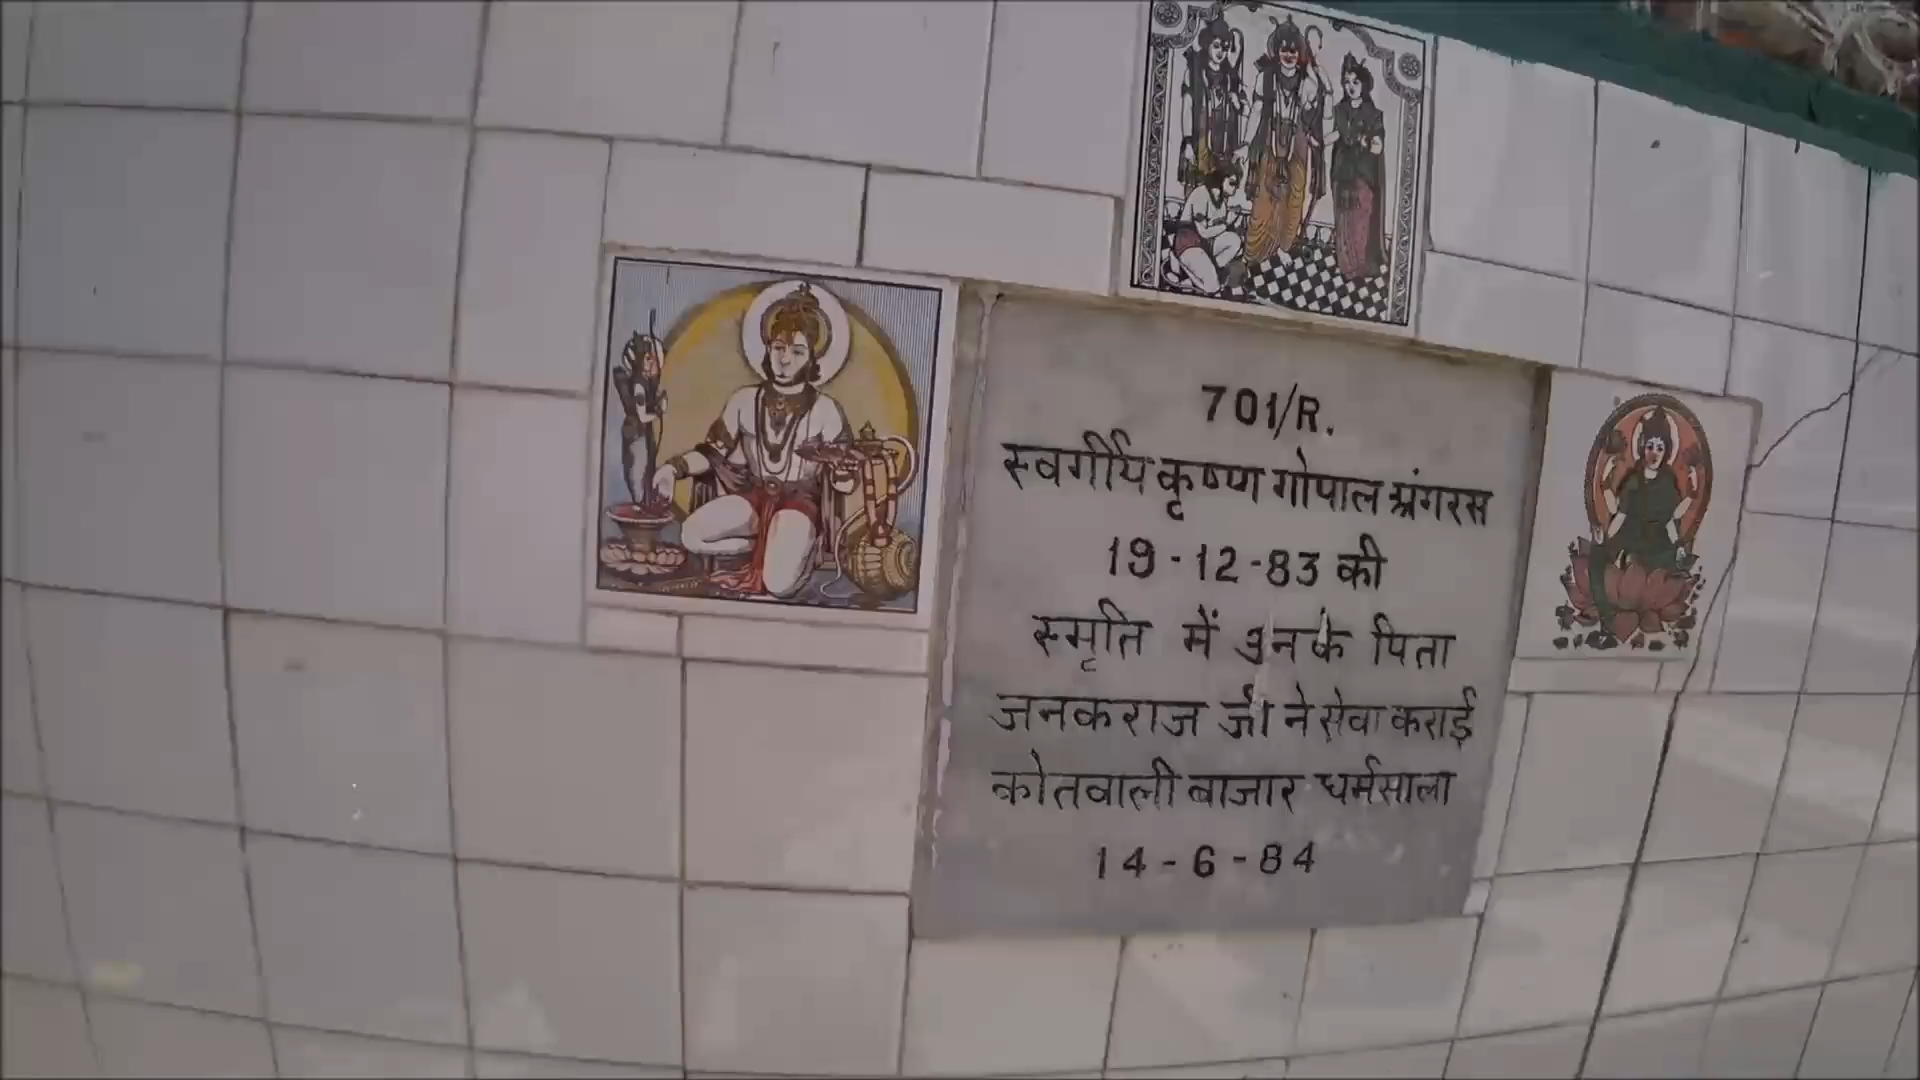 701/R.
स्वर्गीय कृष्ण गोपाल अंगरस
19-12-83 की
स्मृति में उनके पिता
जनकराज जी ने सेवा कराई
कोतवाली बाजार धर्मसाला
14-6-84